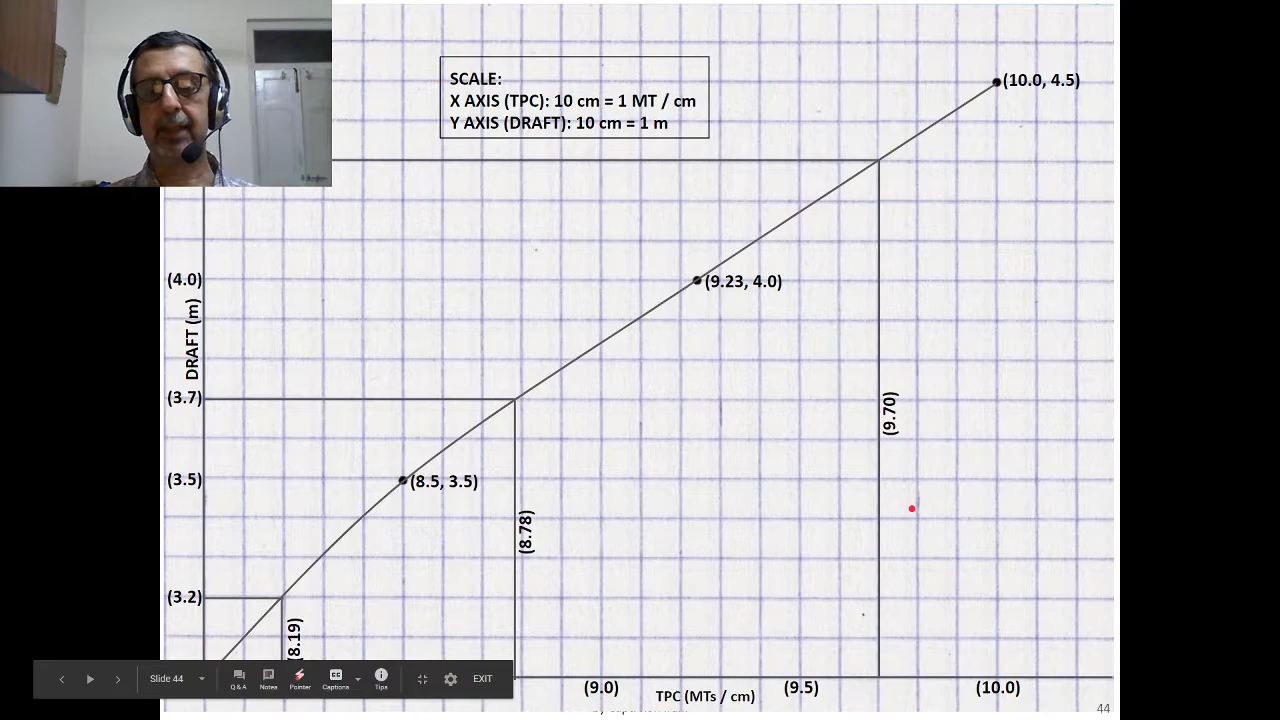 SCALE:
X AXIS (TPC): 10 cm = 1 MT / cm
Y AXIS (DRAFT): 10 cm = 1 m
(10.0, 4.5)
(4.0)
(9.23, 4.0)
DRAFT (m)
(3.7)
(9.70)
(3.5)
(8.5, 3.5)
(8.78)
(3.2)
(8.19)
Slide 44
Q & A
Notes
Pointer
Captions
Tips
EXIT
(9.0)
(9.5)
(10.0)
TPC (MTs / cm)
44